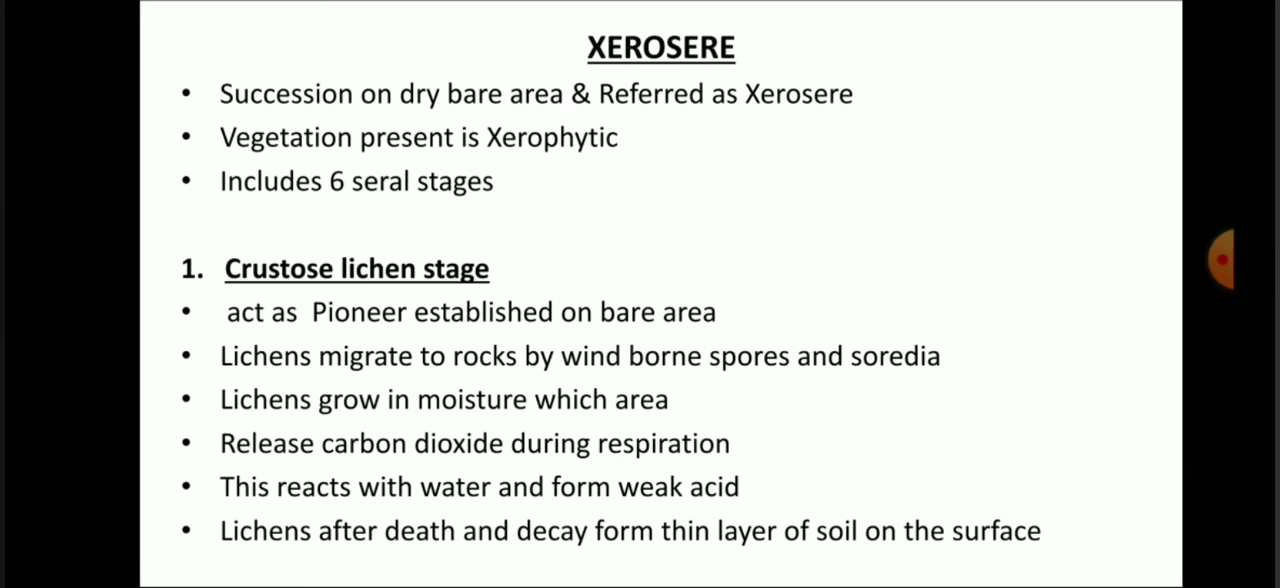 XEROSERE
• Succession on dry bare area & Referred as Xerosere
• Vegetation present is Xerophytic
• Includes 6 seral stages
1. Crustose lichen stage
• act as Pioneer established on bare area
• Lichens migrate to rocks by wind borne spores and soredia
• Lichens grow in moisture which area
• Release carbon dioxide during respiration
• This reacts with water and form weak acid
• Lichens after death and decay form thin layer of soil on the surface